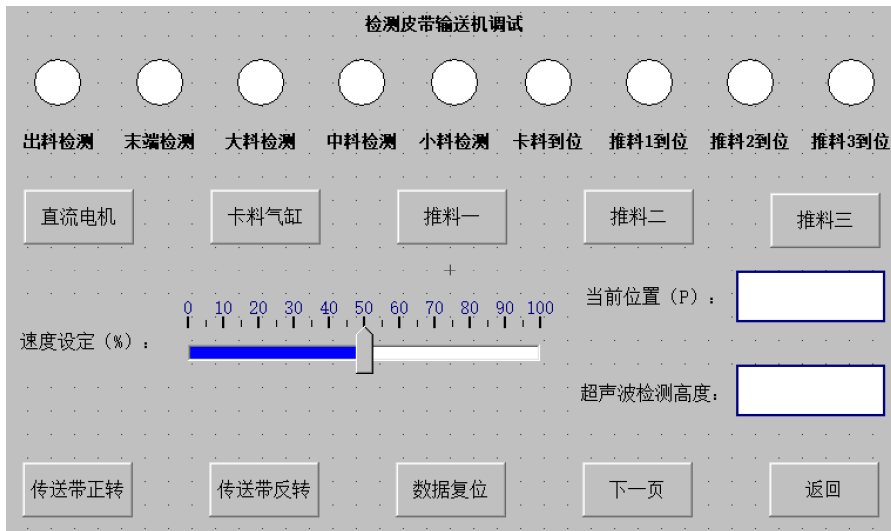 检测皮带输送机调试
出料检测 末端检测 大料检测 中料检测 小料检测 卡料到位 推料1到位 推料2到位 推料3到位
直流电机 卡料气缸 推料一 推料二 推料三
当前位置（P）：
0 10 20 30 40 50 60 70 80 90 100
速度设定（%）：
超声波检测高度：
传送带正转 传送带反转 数据复位 下一页 返回